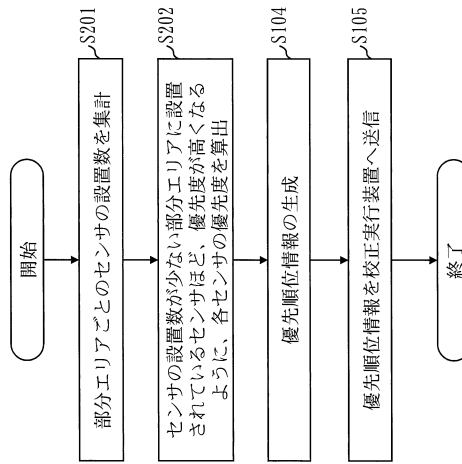 開始
S201
部分エリアごとのセンサの設置数を集計
S202
センサの設置数が少ない部分エリアに設置
されているセンサほど、優先度が高くなる
ように、各センサの優先度を算出
S104
優先順位情報の生成
S105
優先順位情報を校正実行装置へ送信
終了